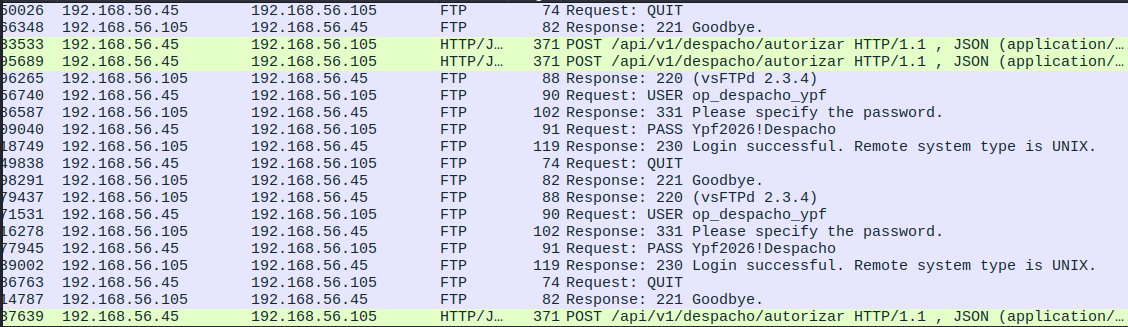 50026 192.168.56.45 192.168.56.105 FTP 74 Request: QUIT
66348 192.168.56.105 192.168.56.45 FTP 82 Response: 221 Goodbye.
33533 192.168.56.45 192.168.56.105 HTTP/J… 371 POST /api/v1/despacho/autorizar HTTP/1.1 , JSON (application/…
95689 192.168.56.45 192.168.56.105 HTTP/J… 371 POST /api/v1/despacho/autorizar HTTP/1.1 , JSON (application/…
96265 192.168.56.105 192.168.56.45 FTP 88 Response: 220 (vsFTPd 2.3.4)
56740 192.168.56.45 192.168.56.105 FTP 90 Request: USER op_despacho_ypf
36587 192.168.56.105 192.168.56.45 FTP 102 Response: 331 Please specify the password.
99040 192.168.56.45 192.168.56.105 FTP 91 Request: PASS Ypf2026!Despacho
18749 192.168.56.105 192.168.56.45 FTP 119 Response: 230 Login successful. Remote system type is UNIX.
49838 192.168.56.45 192.168.56.105 FTP 74 Request: QUIT
98291 192.168.56.105 192.168.56.45 FTP 82 Response: 221 Goodbye.
79437 192.168.56.105 192.168.56.45 FTP 88 Response: 220 (vsFTPd 2.3.4)
71531 192.168.56.45 192.168.56.105 FTP 90 Request: USER op_despacho_ypf
16278 192.168.56.105 192.168.56.45 FTP 102 Response: 331 Please specify the password.
77945 192.168.56.45 192.168.56.105 FTP 91 Request: PASS Ypf2026!Despacho
39002 192.168.56.105 192.168.56.45 FTP 119 Response: 230 Login successful. Remote system type is UNIX.
36763 192.168.56.45 192.168.56.105 FTP 74 Request: QUIT
14787 192.168.56.105 192.168.56.45 FTP 82 Response: 221 Goodbye.
37639 192.168.56.45 192.168.56.105 HTTP/J… 371 POST /api/v1/despacho/autorizar HTTP/1.1 , JSON (application/…